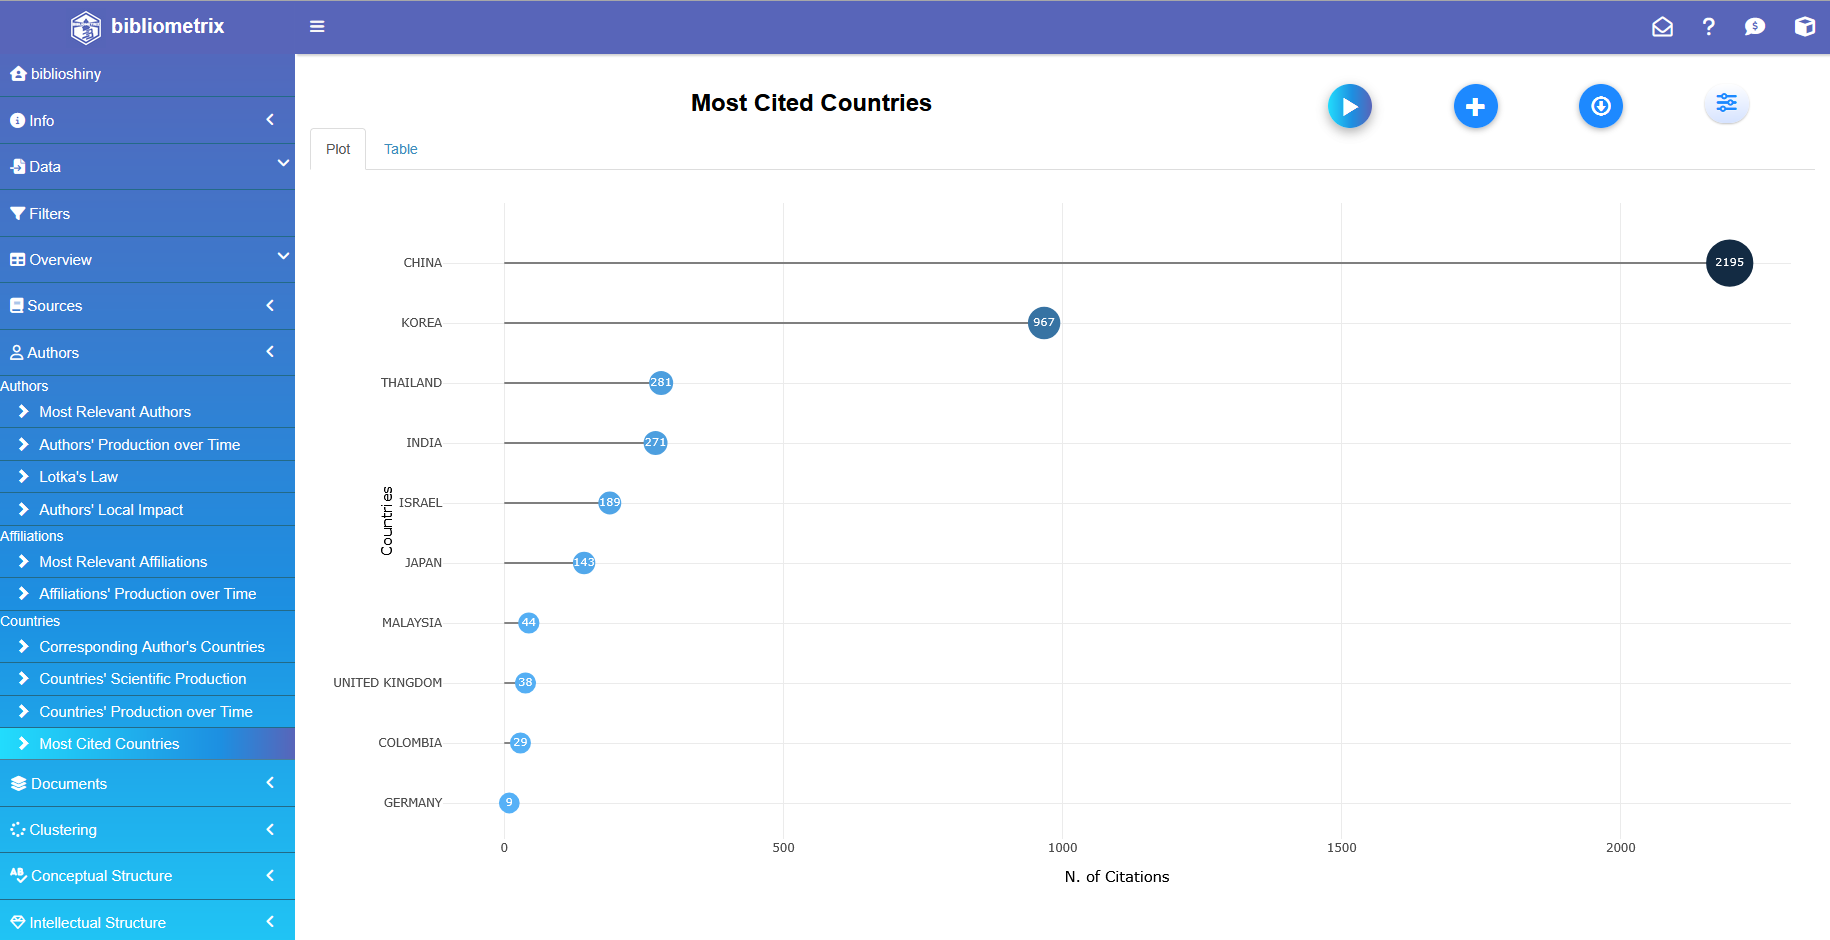 bibliometrix
biblioshiny
Info
Data
Filters
Overview
Sources
Authors
Authors
Most Relevant Authors
Authors' Production over Time
Lotka's Law
Authors' Local Impact
Affiliations
Most Relevant Affiliations
Affiliations' Production over Time
Countries
Corresponding Author's Countries
Countries' Scientific Production
Countries' Production over Time
Most Cited Countries
Documents
Clustering
Conceptual Structure
Intellectual Structure
Most Cited Countries
Plot Table
Countries
CHINA 2195
KOREA 967
THAILAND 281
INDIA 271
ISRAEL 189
JAPAN 143
MALAYSIA 44
UNITED KINGDOM 38
COLOMBIA 29
GERMANY 9
0 500 1000 1500 2000
N. of Citations